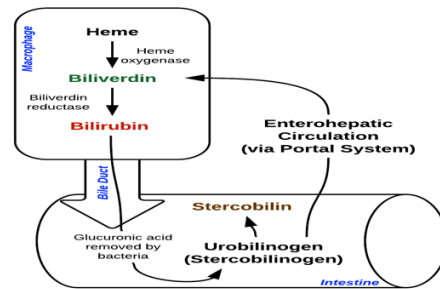 Macrophage
Heme
Heme
oxygenase
Biliverdin
Biliverdin
reductase
Bilirubin
Enterohepatic
Circulation
(via Portal System)
Bile Duct
Stercobilin
Glucuronic acid
removed by
bacteria
Urobilinogen
(Stercobilinogen)
Intestine